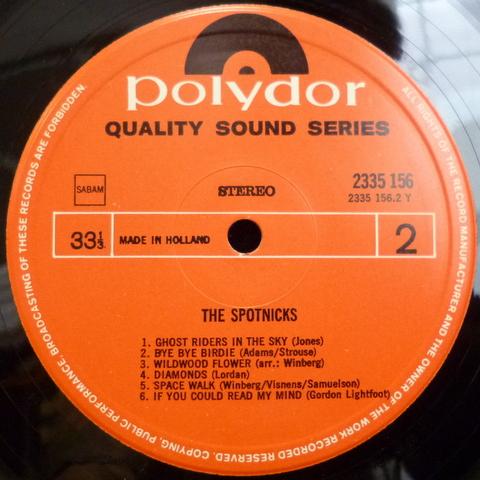 polydor
QUALITY SOUND SERIES
ALL RIGHTS OF THE RECORD MANUFACTURER AND OF THE OWNER OF THE WORK RECORDED RESERVED. COPYING, PUBLIC PERFORMANCE, BROADCASTING OF THESE RECORDS ARE FORBIDDEN.
SABAM
STEREO
2335 156
2335 156.2 Y
33⅓
MADE IN HOLLAND
2
THE SPOTNICKS
1. GHOST RIDERS IN THE SKY (Jones)
2. BYE BYE BIRDIE (Adams/Strouse)
3. WILDWOOD FLOWER (arr.: Winberg)
4. DIAMONDS (Lordan)
5. SPACE WALK (Winberg/Visnens/Samuelson)
6. IF YOU COULD READ MY MIND (Gordon Lightfoot)